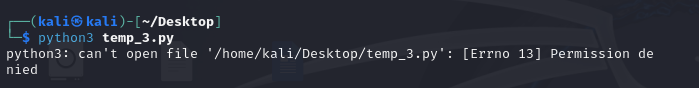 ┌──(kali㉿kali)-[~/Desktop]
└─$ python3 temp_3.py
python3: can't open file '/home/kali/Desktop/temp_3.py': [Errno 13] Permission de
nied